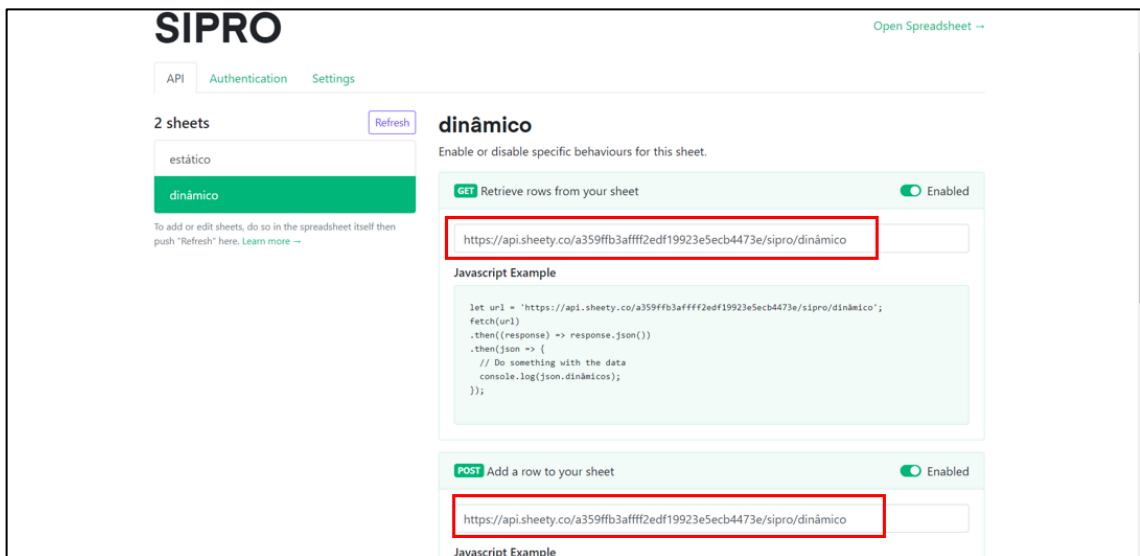 SIPRO
Open Spreadsheet →
API Authentication Settings
2 sheets
Refresh
estático
dinâmico
To add or edit sheets, do so in the spreadsheet itself then
push "Refresh" here. Learn more →
dinâmico
Enable or disable specific behaviours for this sheet.
GET Retrieve rows from your sheet
Enabled
https://api.sheety.co/a359ffb3affff2edf19923e5ecb4473e/sipro/dinâmico
Javascript Example
let url = 'https://api.sheety.co/a359ffb3affff2edf19923e5ecb4473e/sipro/dinâmico';
fetch(url)
.then((response) => response.json())
.then(json => {
// Do something with the data
console.log(json.dinâmicos);
});
POST Add a row to your sheet
Enabled
https://api.sheety.co/a359ffb3affff2edf19923e5ecb4473e/sipro/dinâmico
Javascript Example